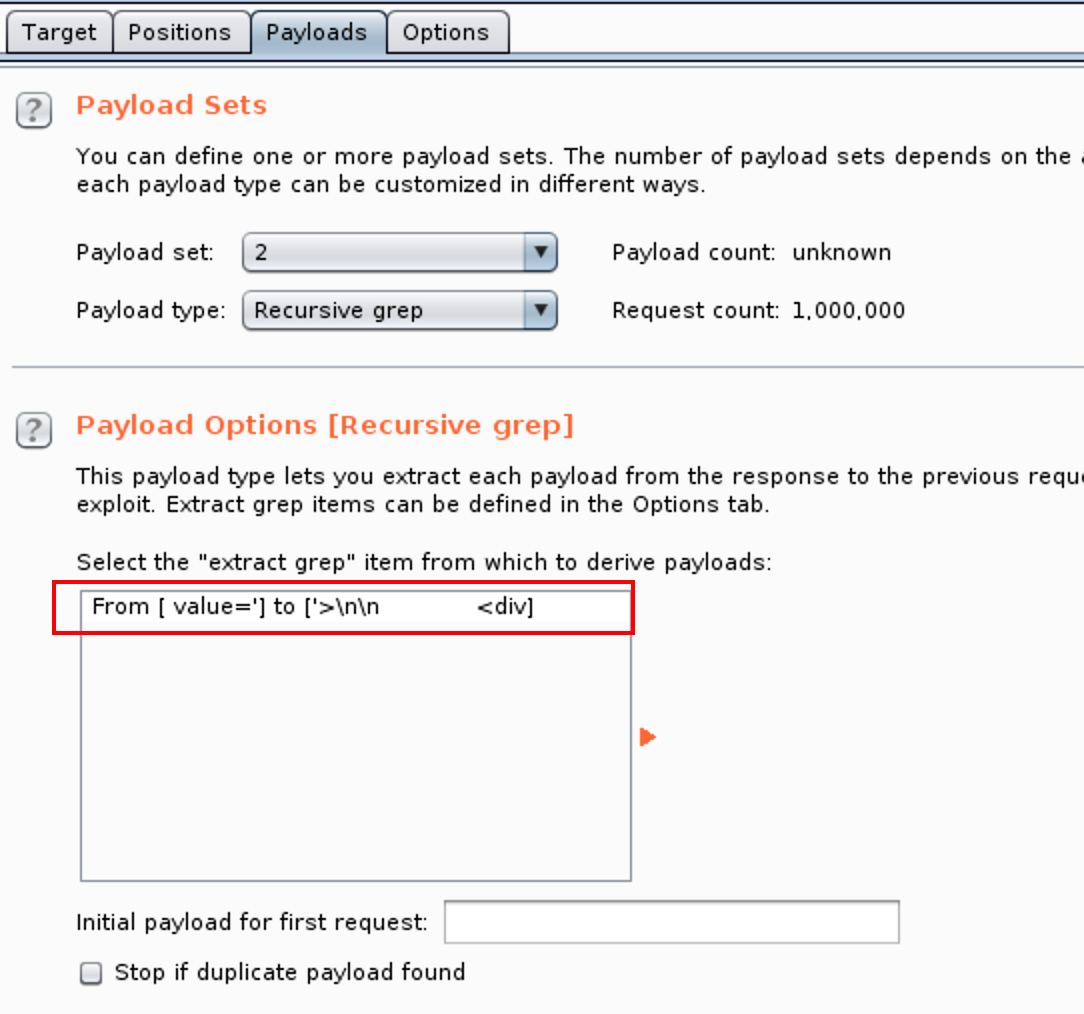 Target Positions Payloads Options
? Payload Sets
You can define one or more payload sets. The number of payload sets depends on the
each payload type can be customized in different ways.
Payload set: 2 Payload count: unknown
Payload type: Recursive grep Request count: 1,000,000
? Payload Options [Recursive grep]
This payload type lets you extract each payload from the response to the previous reque
exploit. Extract grep items can be defined in the Options tab.
Select the "extract grep" item from which to derive payloads:
From [ value='] to ['>\n\n <div]
Initial payload for first request:
Stop if duplicate payload found